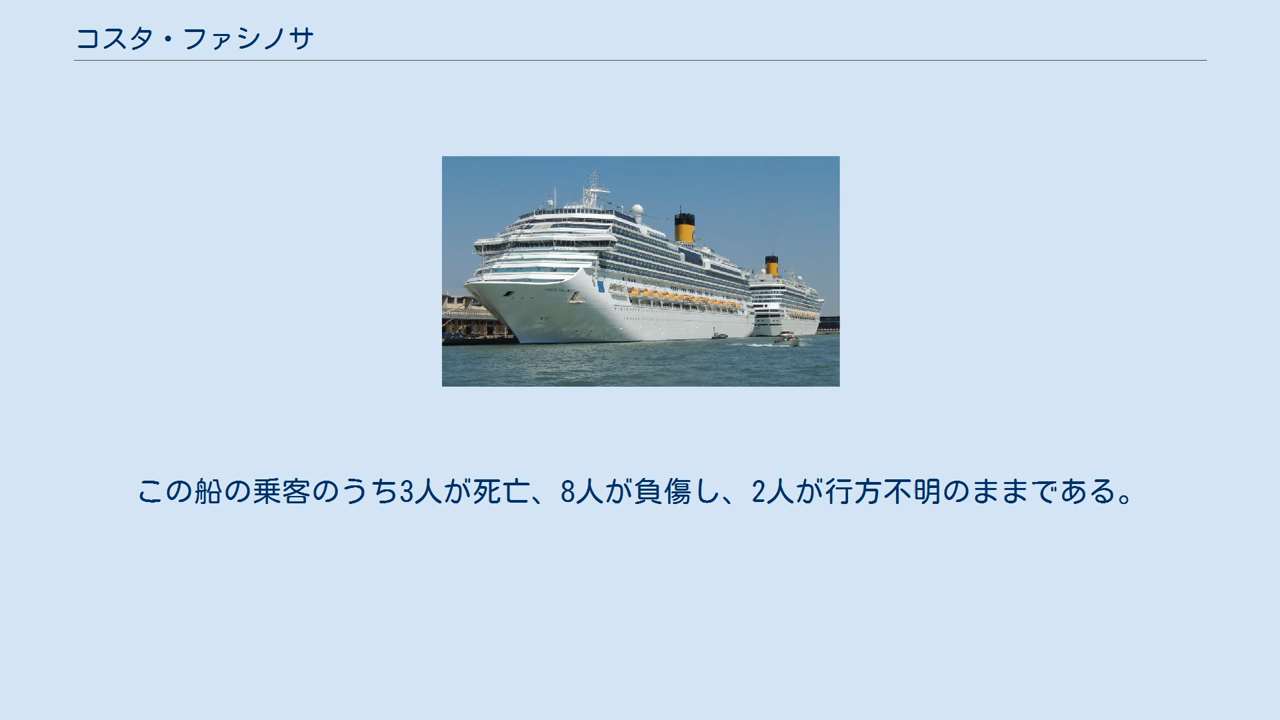 コスタ・ファシノサ
この船の乗客のうち3人が死亡、8人が負傷し、2人が行方不明のままである。